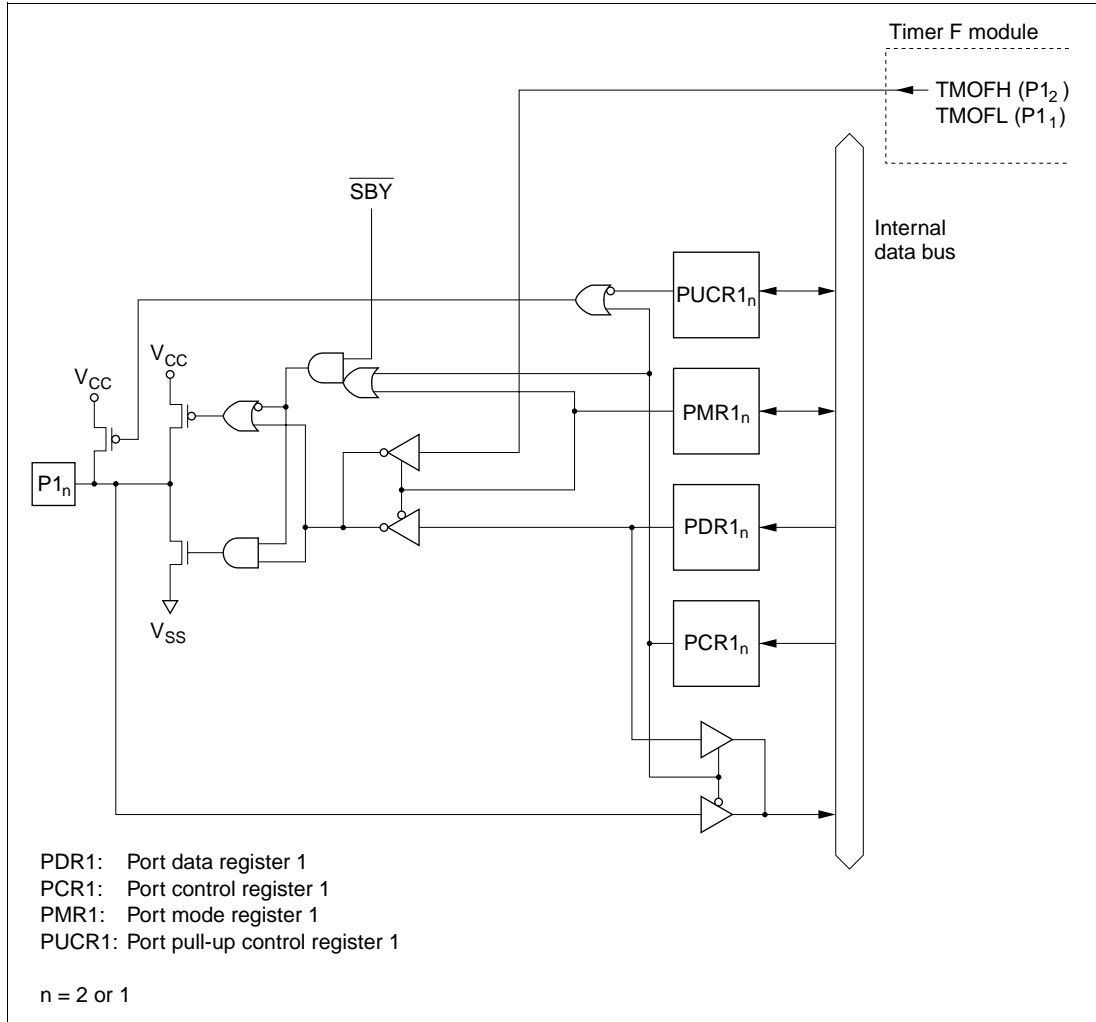 Timer F module
TMOFH (P1₂ )
TMOFL (P1₁)
SBY
Internal
data bus
PUCR1ₙ
VCC
VCC
PMR1ₙ
P1ₙ
PDR1ₙ
VSS
PCR1ₙ
PDR1: Port data register 1
PCR1: Port control register 1
PMR1: Port mode register 1
PUCR1: Port pull-up control register 1
n = 2 or 1